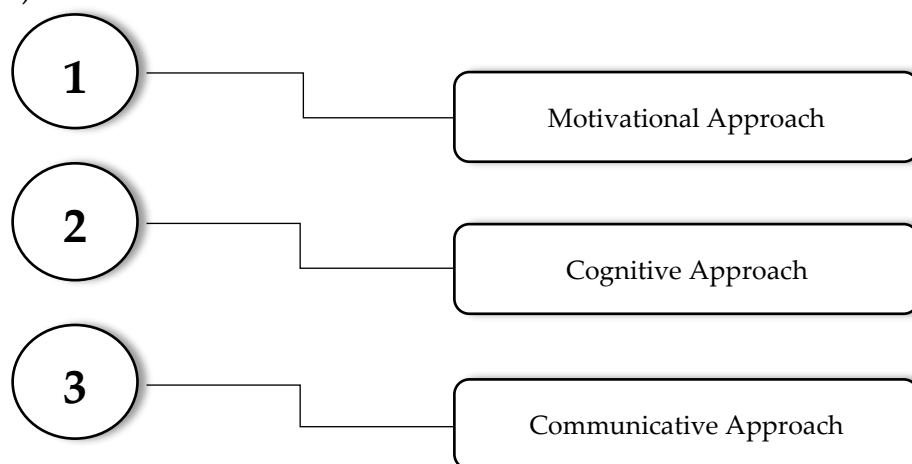 1
Motivational Approach
2
Cognitive Approach
3
Communicative Approach